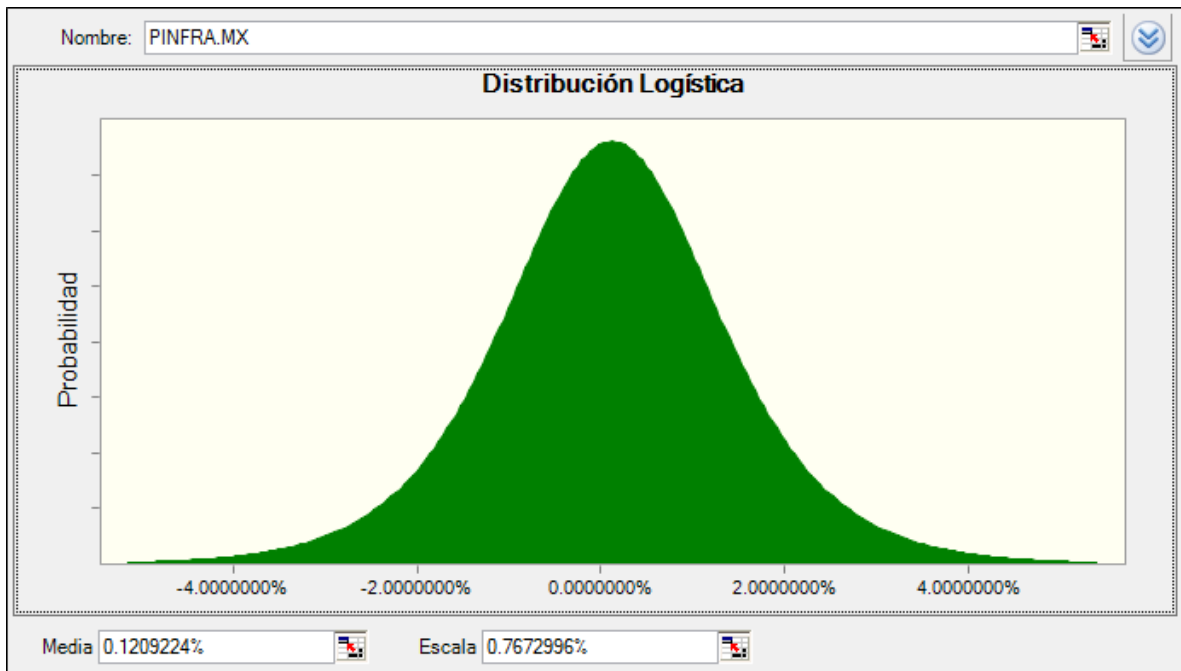 Nombre: PINFRA.MX
Distribución Logística
Probabilidad
-4.0000000% -2.0000000% 0.0000000% 2.0000000% 4.0000000%
Media 0.1209224% Escala 0.7672996%